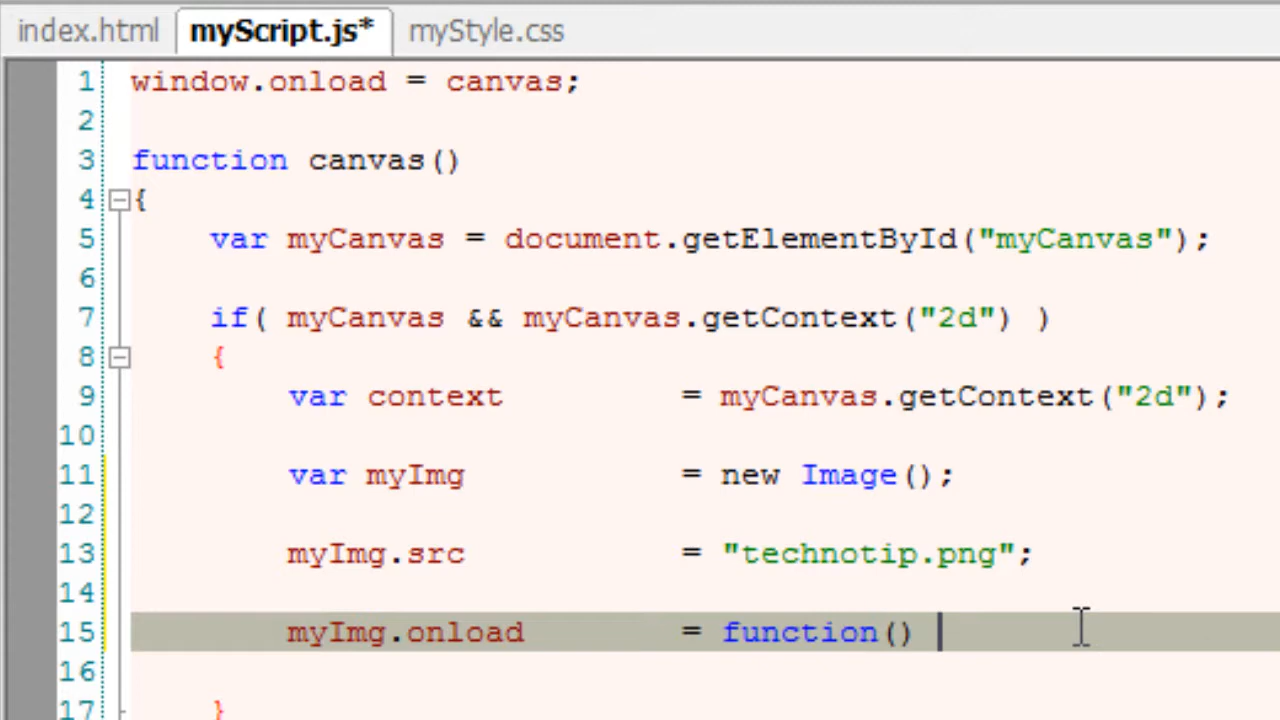 index.html myScript.js* myStyle.css
1 window.onload = canvas;
2
3 function canvas()
4 {
5 var myCanvas = document.getElementById("myCanvas");
6
7 if( myCanvas && myCanvas.getContext("2d") )
8 {
9 var context = myCanvas.getContext("2d");
10
11 var myImg = new Image();
12
13 myImg.src = "technotip.png";
14
15 myImg.onload = function()
16
17 }